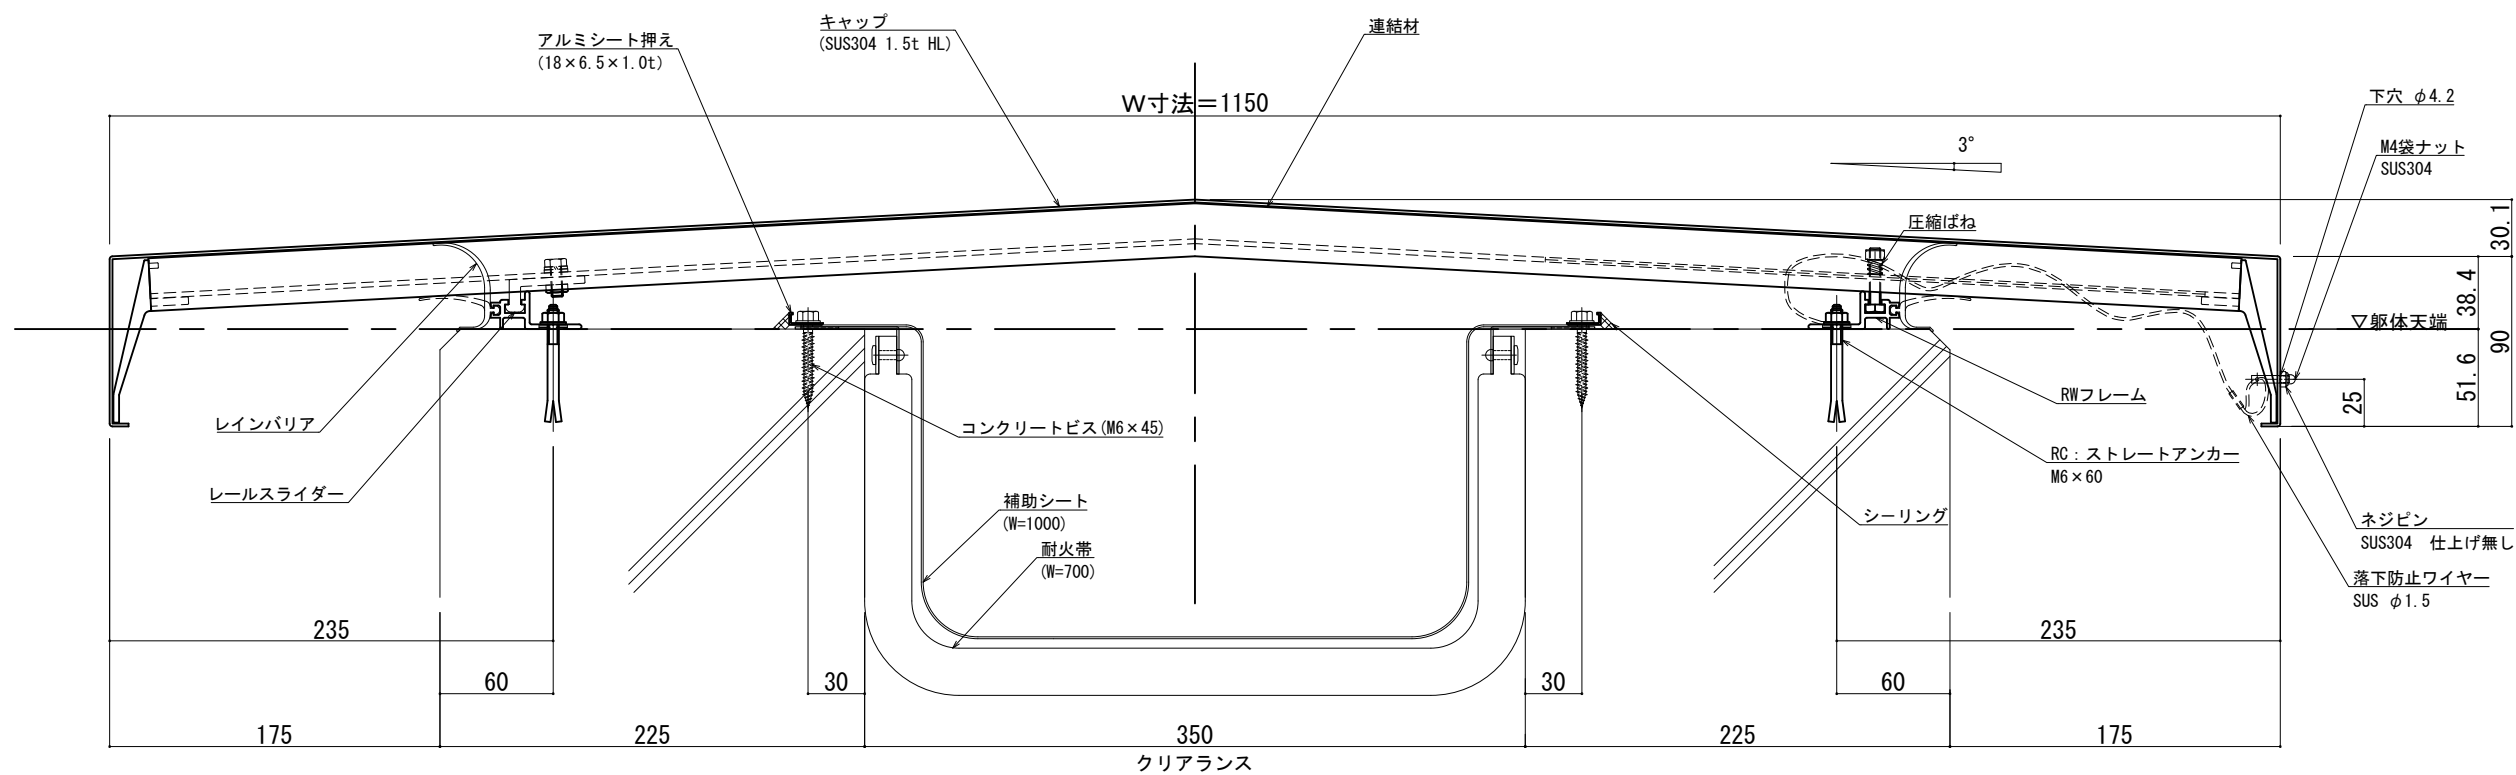 キャップ
(SUS304 1.5t HL)
連結材
アルミシート押え
(18×6.5×1.0t)
W寸法＝1150
下穴 φ4.2
M4袋ナット
SUS304
3°
圧縮ばね
30.1
38.4
▽躯体天端
90
51.6
25
RWフレーム
レインバリア
コンクリートビス(M6×45)
RC：ストレートアンカー
M6×60
レールスライダー
補助シート
(W=1000)
シーリング
ネジピン
SUS304 仕上げ無し
耐火帯
(W=700)
落下防止ワイヤー
SUS φ1.5
235
235
60
30
30
60
175
225
350
225
175
クリアランス